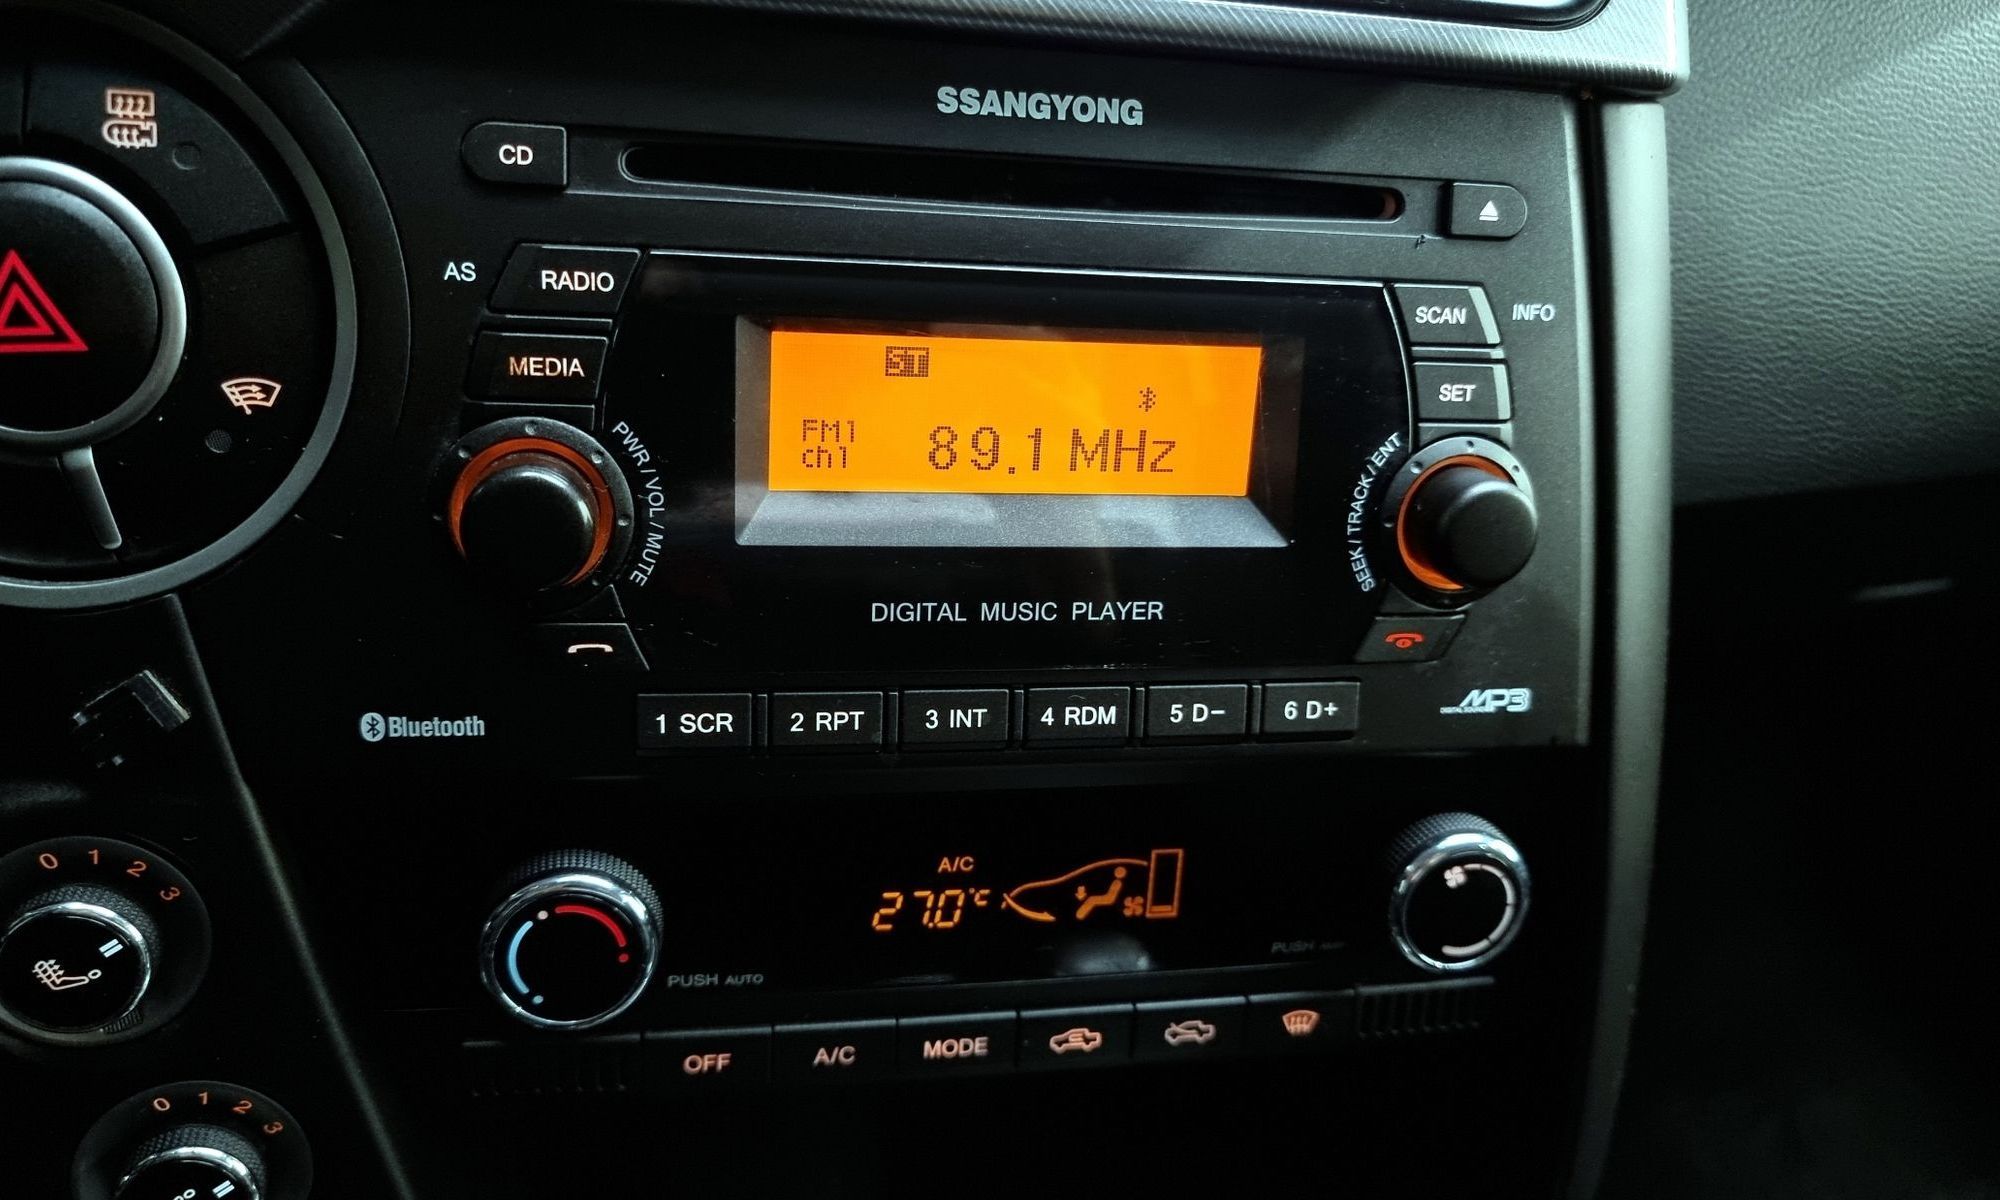 SSANGYONG
CD
AS RADIO
SCAN INFO
MEDIA
SET
ST
FM1
ch1
89.1 MHz
PWR / VOL / MUTE
SEEK / TRACK / ENT
DIGITAL MUSIC PLAYER
Bluetooth
1 SCR 2 RPT 3 INT 4 RDM 5 D− 6 D+
MP3
A/C
27.0°C
0 1 2 3
PUSH AUTO
PUSH
OFF A/C MODE
0 1 2 3